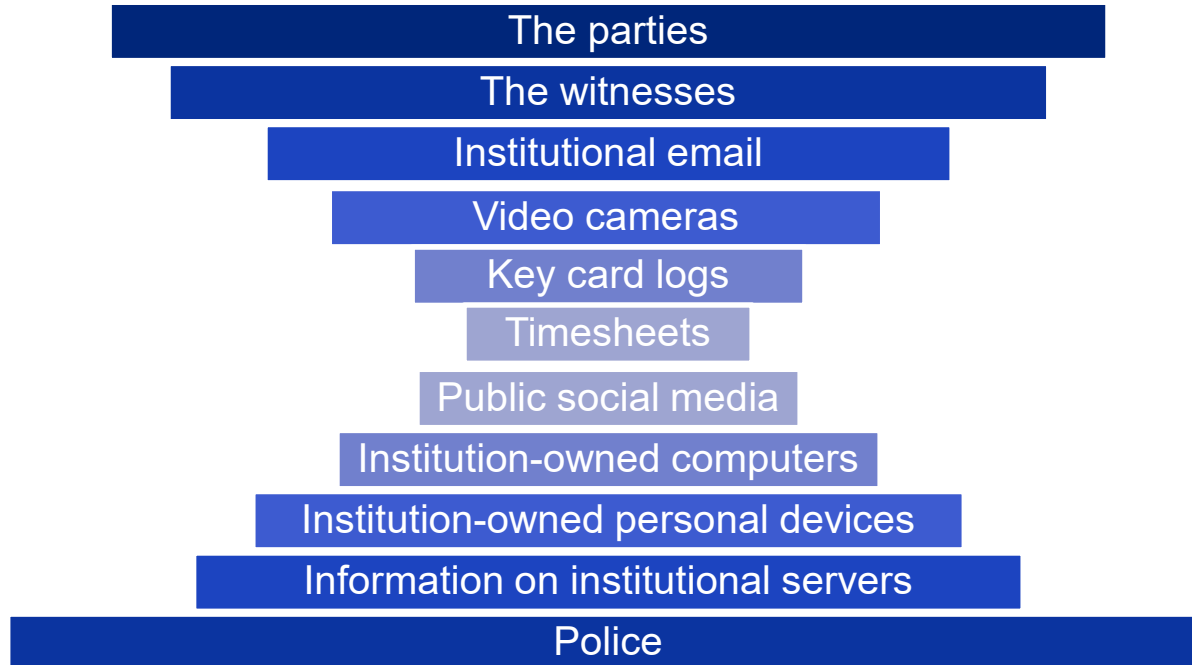 The parties
The witnesses
Institutional email
Video cameras
Key card logs
Timesheets
Public social media
Institution-owned computers
Institution-owned personal devices
Information on institutional servers
Police